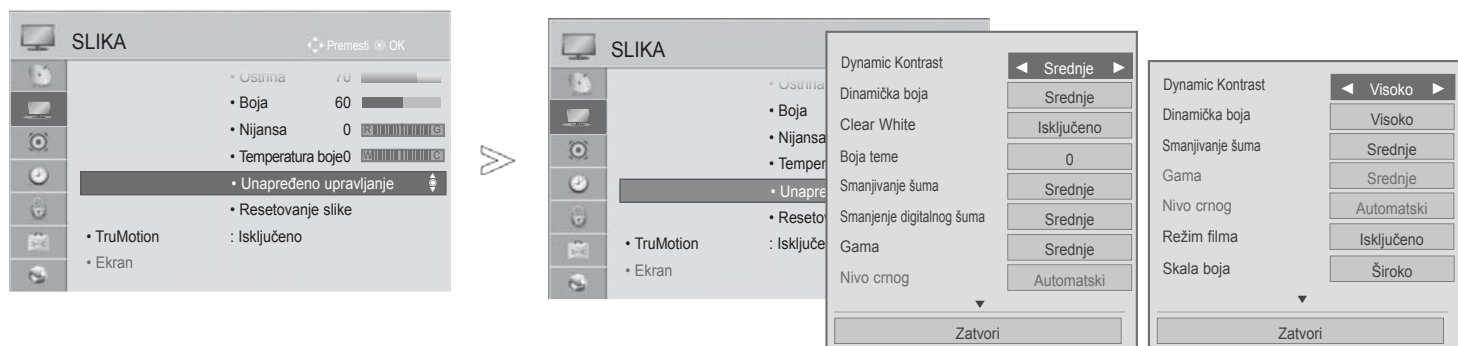 SLIKA
Premesti OK
• Oštrina 70
• Boja 60
• Nijansa 0 R G
• Temperatura boje0 W C
• Unapređeno upravljanje
• Resetovanje slike
• TruMotion : Isključeno
• Ekran
SLIKA
• Oštrina
• Boja
• Nijansa
• Temper
• Unapre
• Resetov
• TruMotion : Isključe
• Ekran
Dynamic Kontrast ◄ Srednje ►
Dinamička boja Srednje
Clear White Isključeno
Boja teme 0
Smanjivanje šuma Srednje
Smanjenje digitalnog šuma Srednje
Gama Srednje
Nivo crnog Automatski
▼
Zatvori
Dynamic Kontrast ◄ Visoko ►
Dinamička boja Visoko
Smanjivanje šuma Srednje
Gama Srednje
Nivo crnog Automatski
Režim filma Isključeno
Skala boja Široko
▼
Zatvori